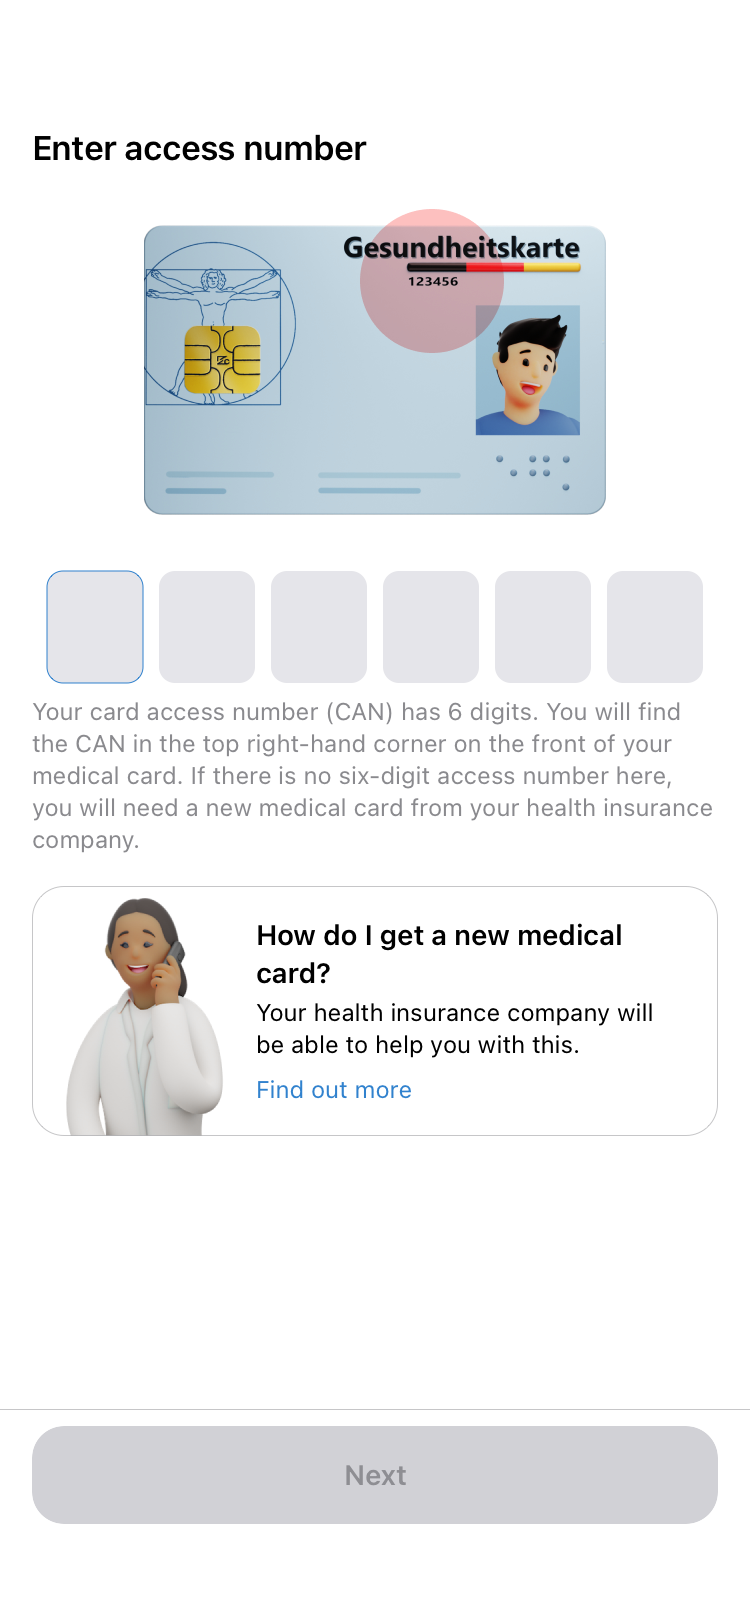 Enter access number
Gesundheitskarte
123456
Your card access number (CAN) has 6 digits. You will find
the CAN in the top right-hand corner on the front of your
medical card. If there is no six-digit access number here,
you will need a new medical card from your health insurance
company.
How do I get a new medical
card?
Your health insurance company will
be able to help you with this.
Find out more
Next